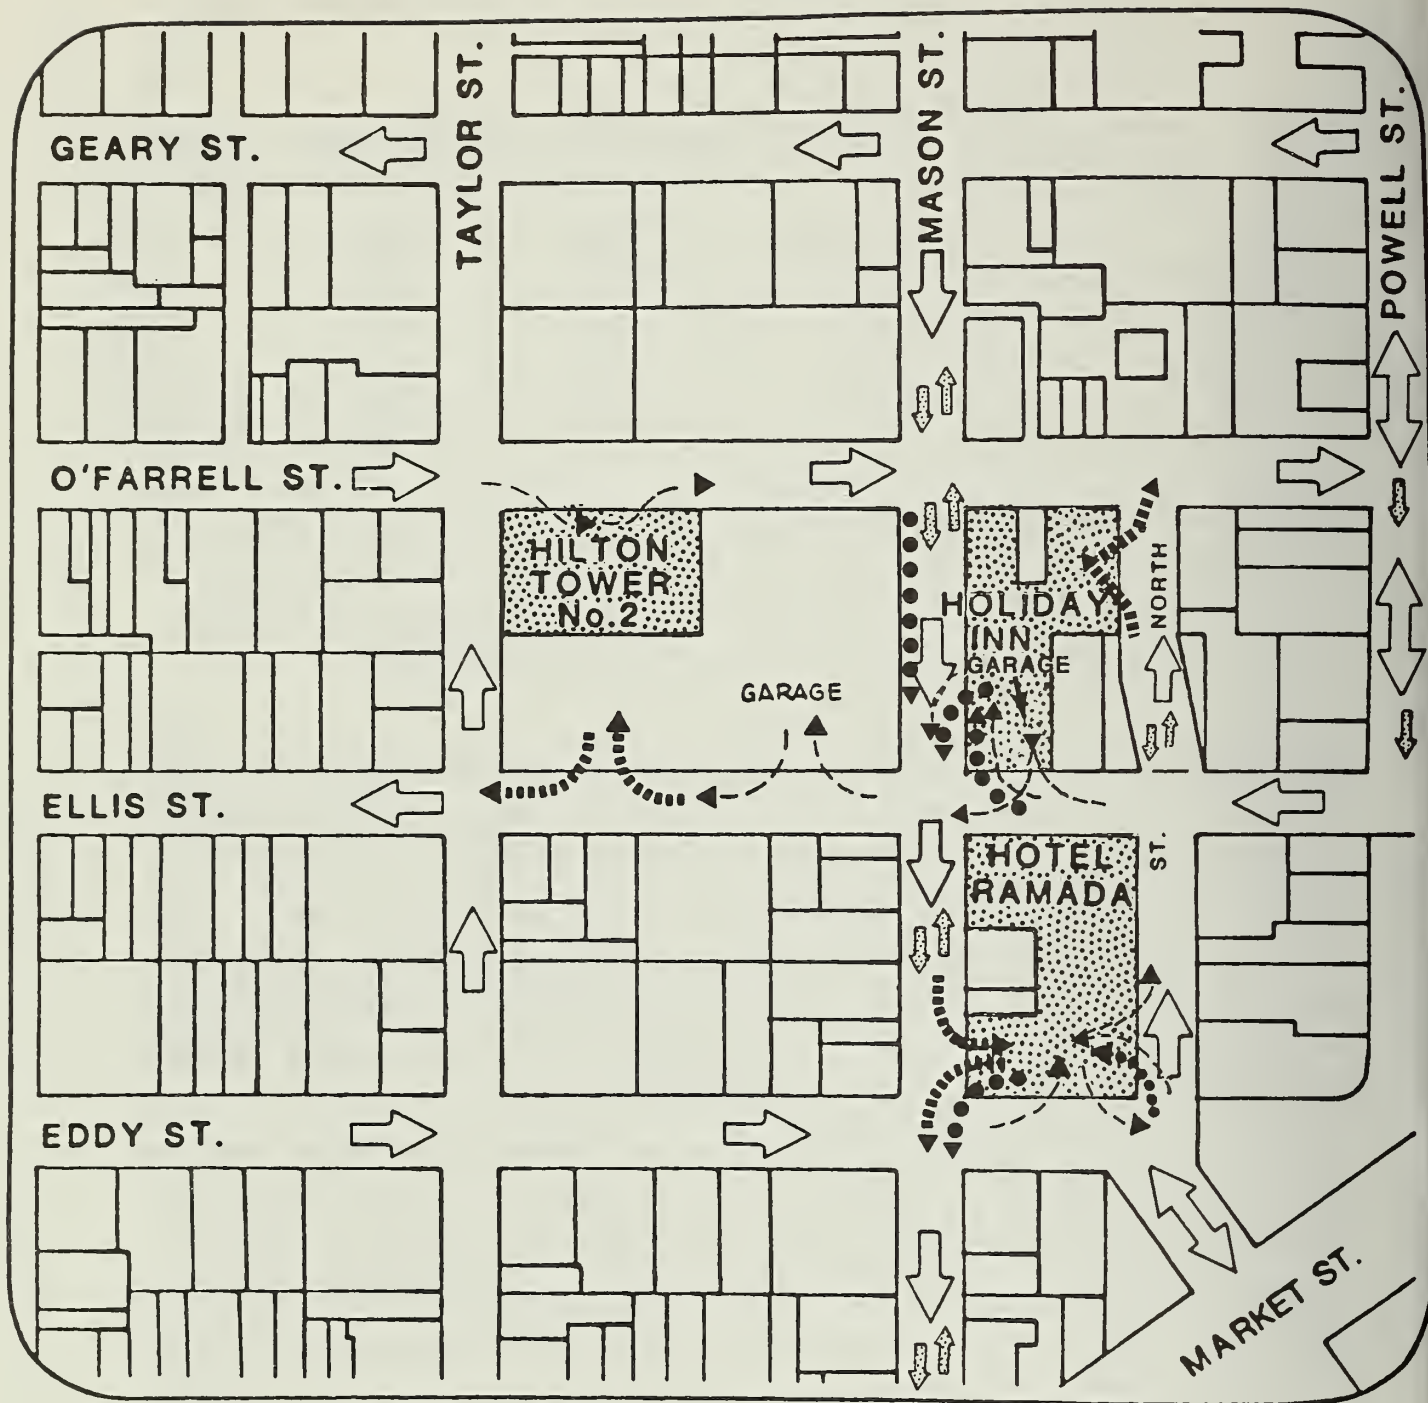 TAYLOR ST.
MASON ST.
POWELL ST.
GEARY ST.
O'FARRELL ST.
HILTON
TOWER
No.2
HOLIDAY
INN
GARAGE
NORTH
GARAGE
ELLIS ST.
HOTEL
RAMADA
ST.
EDDY ST.
MARKET ST.